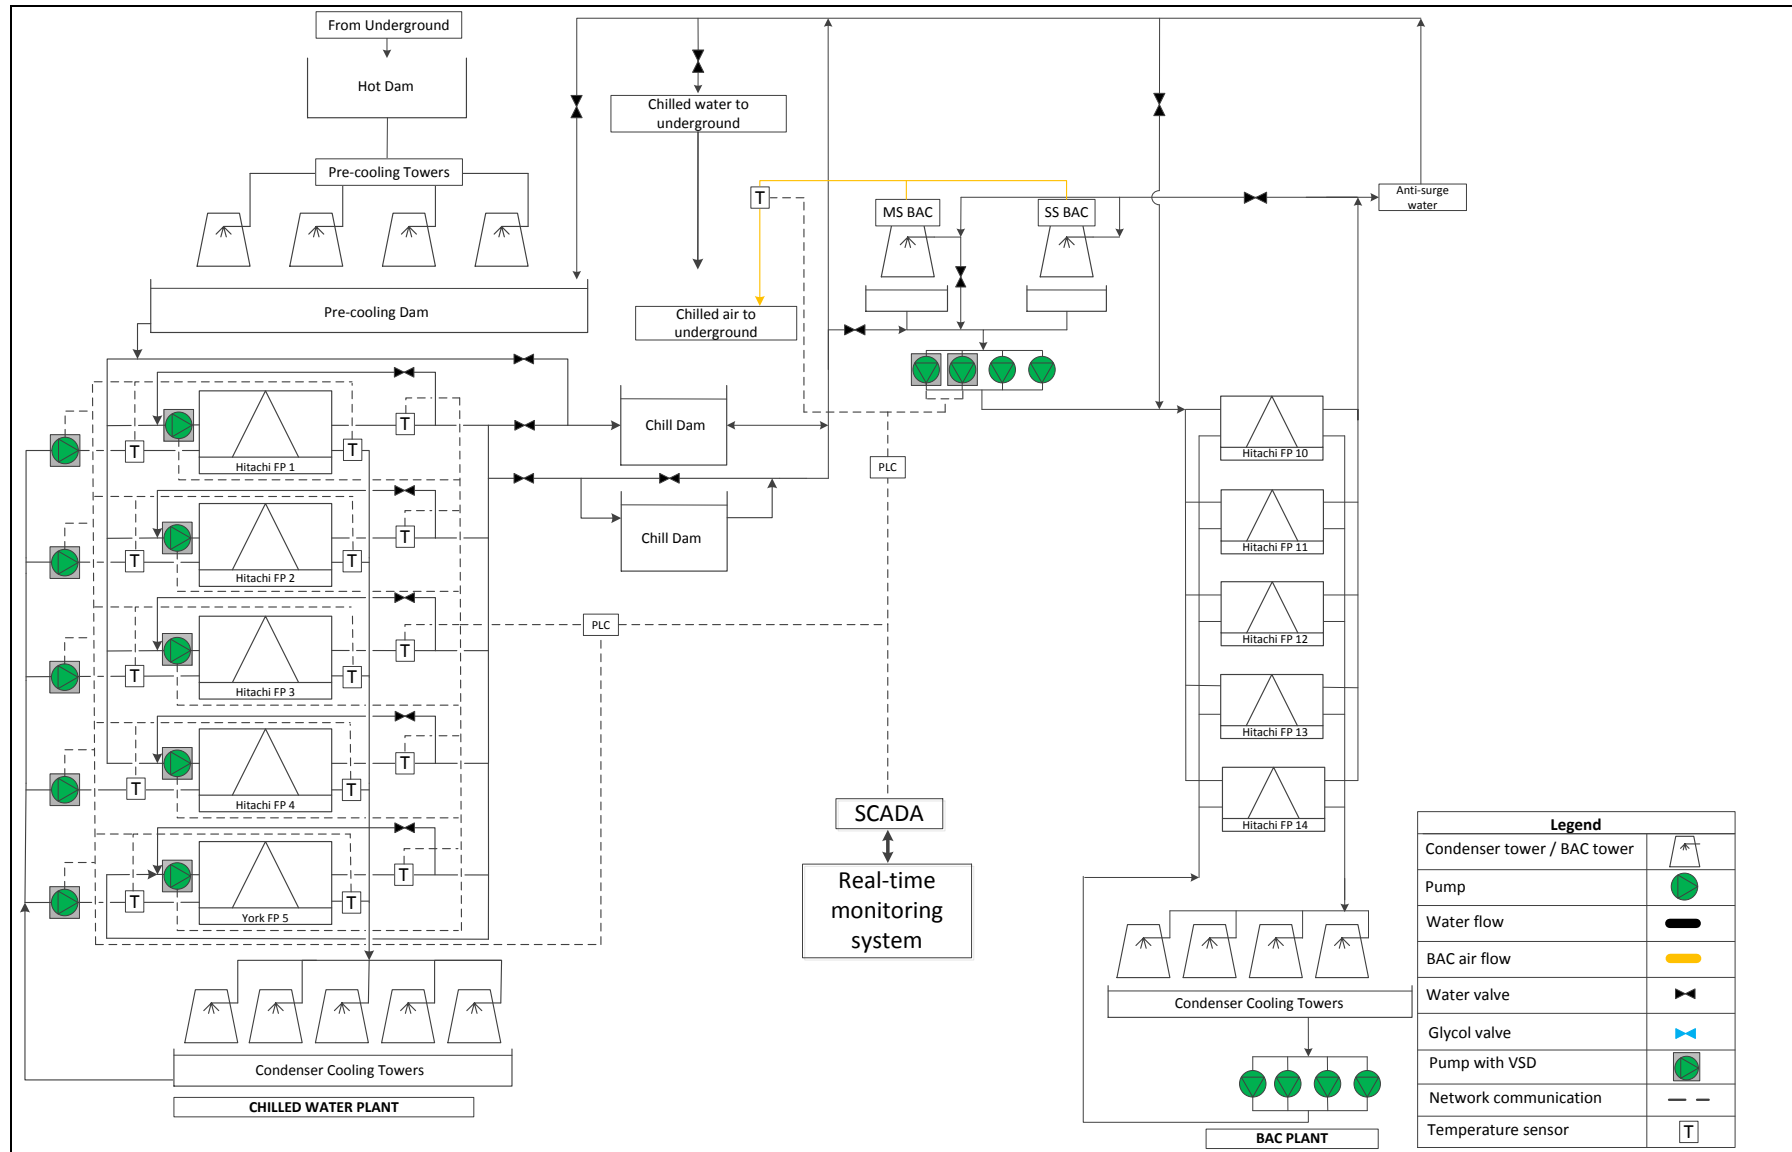 From Underground
Hot Dam
Pre-cooling Towers
Pre-cooling Dam
Chilled water to
underground
T
Chilled air to
underground
MS BAC
SS BAC
Anti-surge
water
T
T
T
Hitachi FP 1
T
T
T
Hitachi FP 2
T
T
T
Hitachi FP 3
T
T
T
Hitachi FP 4
T
T
T
York FP 5
Chill Dam
Chill Dam
PLC
PLC
SCADA
Real-time
monitoring
system
Hitachi FP 10
Hitachi FP 11
Hitachi FP 12
Hitachi FP 13
Hitachi FP 14
Condenser Cooling Towers
CHILLED WATER PLANT
Condenser Cooling Towers
BAC PLANT
Legend
Condenser tower / BAC tower
Pump
Water flow
BAC air flow
Water valve
Glycol valve
Pump with VSD
Network communication
Temperature sensor
T